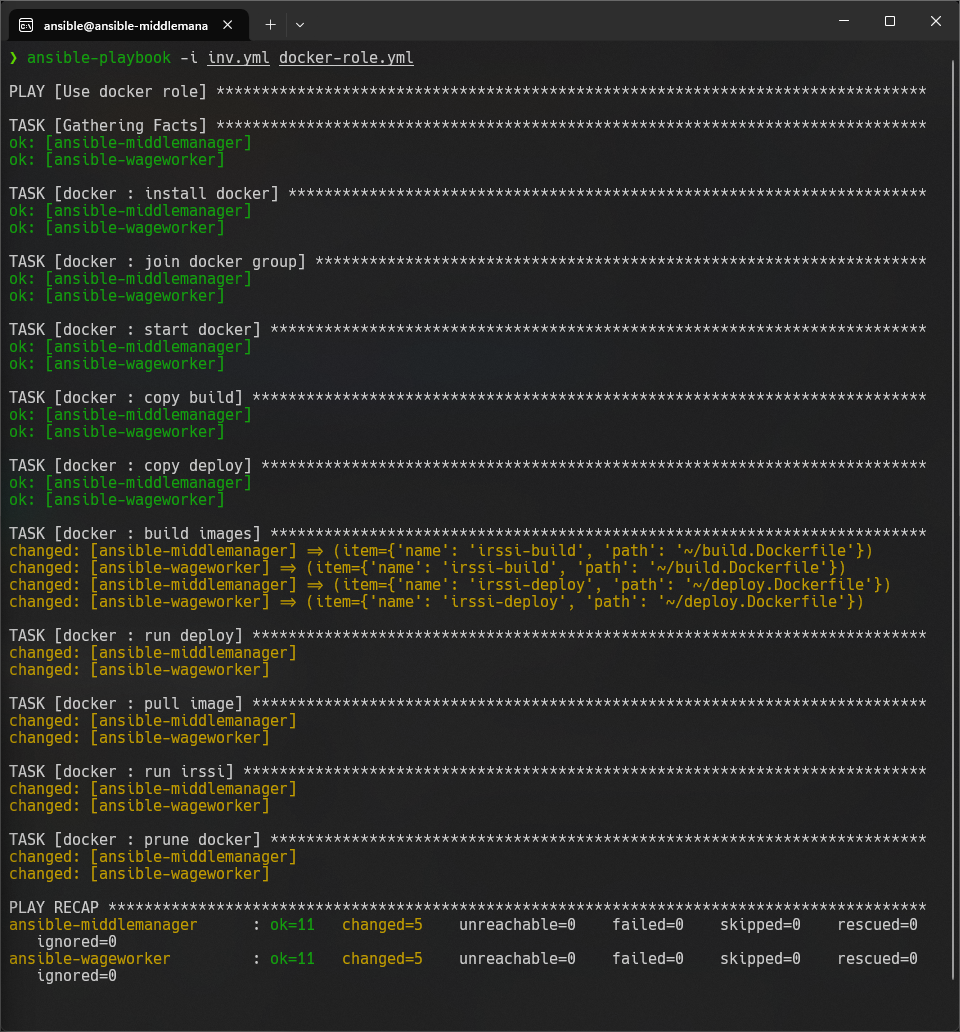 ansible@ansible-middlemana
❯ ansible-playbook -i inv.yml docker-role.yml
PLAY [Use docker role] *******************************************************************************
TASK [Gathering Facts] *******************************************************************************
ok: [ansible-middlemanager]
ok: [ansible-wageworker]
TASK [docker : install docker] ***********************************************************************
ok: [ansible-middlemanager]
ok: [ansible-wageworker]
TASK [docker : join docker group] ********************************************************************
ok: [ansible-middlemanager]
ok: [ansible-wageworker]
TASK [docker : start docker] *************************************************************************
ok: [ansible-middlemanager]
ok: [ansible-wageworker]
TASK [docker : copy build] ***************************************************************************
ok: [ansible-middlemanager]
ok: [ansible-wageworker]
TASK [docker : copy deploy] **************************************************************************
ok: [ansible-middlemanager]
ok: [ansible-wageworker]
TASK [docker : build images] *************************************************************************
changed: [ansible-middlemanager] => (item={'name': 'irssi-build', 'path': '~/build.Dockerfile'})
changed: [ansible-wageworker] => (item={'name': 'irssi-build', 'path': '~/build.Dockerfile'})
changed: [ansible-middlemanager] => (item={'name': 'irssi-deploy', 'path': '~/deploy.Dockerfile'})
changed: [ansible-wageworker] => (item={'name': 'irssi-deploy', 'path': '~/deploy.Dockerfile'})
TASK [docker : run deploy] ***************************************************************************
changed: [ansible-middlemanager]
changed: [ansible-wageworker]
TASK [docker : pull image] ***************************************************************************
changed: [ansible-middlemanager]
changed: [ansible-wageworker]
TASK [docker : run irssi] ****************************************************************************
changed: [ansible-middlemanager]
changed: [ansible-wageworker]
TASK [docker : prune docker] *************************************************************************
changed: [ansible-middlemanager]
changed: [ansible-wageworker]
PLAY RECAP *******************************************************************************************
ansible-middlemanager      : ok=11   changed=5    unreachable=0    failed=0    skipped=0    rescued=0
   ignored=0
ansible-wageworker         : ok=11   changed=5    unreachable=0    failed=0    skipped=0    rescued=0
   ignored=0